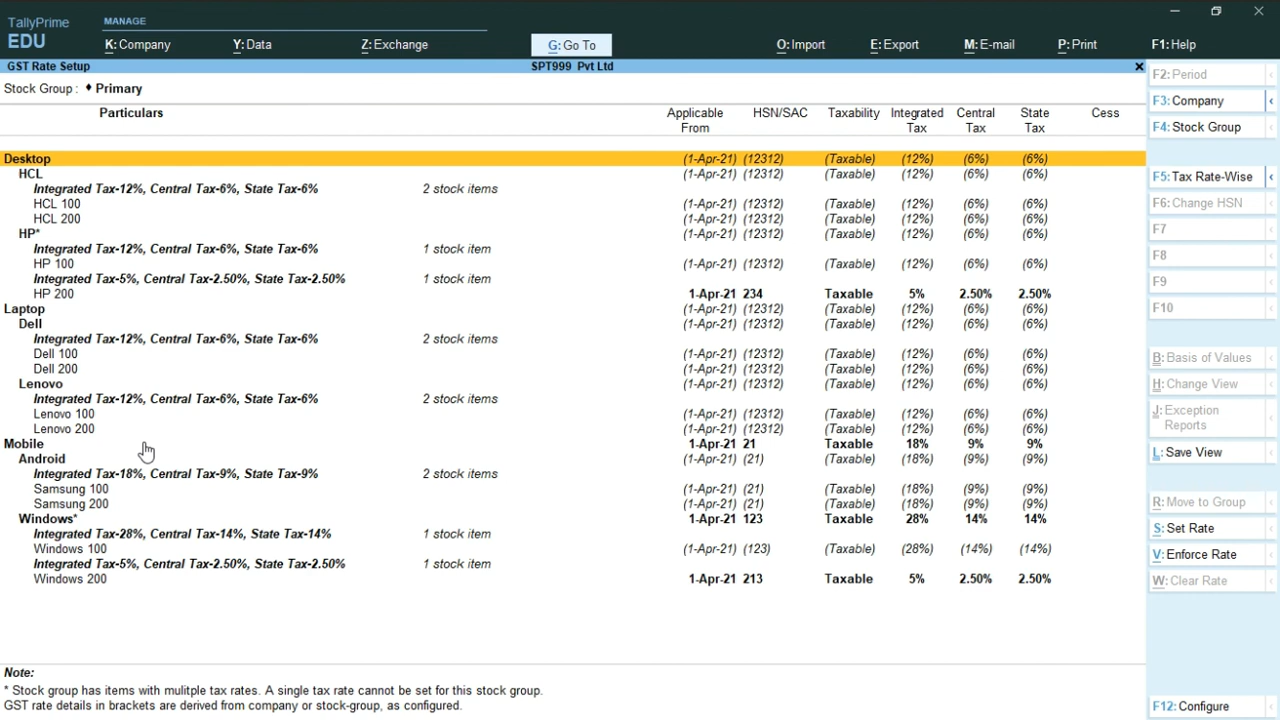 TallyPrime
EDU
MANAGE
K: Company Y: Data Z: Exchange G: Go To O: Import E: Export M: E-mail P: Print F1: Help
GST Rate Setup SPT999 Pvt Ltd
Stock Group : ♦ Primary
Particulars Applicable From HSN/SAC Taxability Integrated Tax Central Tax State Tax Cess
Desktop (1-Apr-21) (12312) (Taxable) (12%) (6%) (6%)
HCL (1-Apr-21) (12312) (Taxable) (12%) (6%) (6%)
Integrated Tax-12%, Central Tax-6%, State Tax-6% 2 stock items
HCL 100 (1-Apr-21) (12312) (Taxable) (12%) (6%) (6%)
HCL 200 (1-Apr-21) (12312) (Taxable) (12%) (6%) (6%)
HP* (1-Apr-21) (12312) (Taxable) (12%) (6%) (6%)
Integrated Tax-12%, Central Tax-6%, State Tax-6% 1 stock item
HP 100 (1-Apr-21) (12312) (Taxable) (12%) (6%) (6%)
Integrated Tax-5%, Central Tax-2.50%, State Tax-2.50% 1 stock item
HP 200 1-Apr-21 234 Taxable 5% 2.50% 2.50%
Laptop (1-Apr-21) (12312) (Taxable) (12%) (6%) (6%)
Dell (1-Apr-21) (12312) (Taxable) (12%) (6%) (6%)
Integrated Tax-12%, Central Tax-6%, State Tax-6% 2 stock items
Dell 100 (1-Apr-21) (12312) (Taxable) (12%) (6%) (6%)
Dell 200 (1-Apr-21) (12312) (Taxable) (12%) (6%) (6%)
Lenovo (1-Apr-21) (12312) (Taxable) (12%) (6%) (6%)
Integrated Tax-12%, Central Tax-6%, State Tax-6% 2 stock items
Lenovo 100 (1-Apr-21) (12312) (Taxable) (12%) (6%) (6%)
Lenovo 200 (1-Apr-21) (12312) (Taxable) (12%) (6%) (6%)
Mobile 1-Apr-21 21 Taxable 18% 9% 9%
Android (1-Apr-21) (21) (Taxable) (18%) (9%) (9%)
Integrated Tax-18%, Central Tax-9%, State Tax-9% 2 stock items
Samsung 100 (1-Apr-21) (21) (Taxable) (18%) (9%) (9%)
Samsung 200 (1-Apr-21) (21) (Taxable) (18%) (9%) (9%)
Windows* 1-Apr-21 123 Taxable 28% 14% 14%
Integrated Tax-28%, Central Tax-14%, State Tax-14% 1 stock item
Windows 100 (1-Apr-21) (123) (Taxable) (28%) (14%) (14%)
Integrated Tax-5%, Central Tax-2.50%, State Tax-2.50% 1 stock item
Windows 200 1-Apr-21 213 Taxable 5% 2.50% 2.50%
Note:
* Stock group has items with mulitple tax rates. A single tax rate cannot be set for this stock group.
GST rate details in brackets are derived from company or stock-group, as configured.
F2: Period
F3: Company
F4: Stock Group
F5: Tax Rate-Wise
F6: Change HSN
F7
F8
F9
F10
B: Basis of Values
H: Change View
J: Exception
Reports
L: Save View
R: Move to Group
S: Set Rate
V: Enforce Rate
W: Clear Rate
F12: Configure